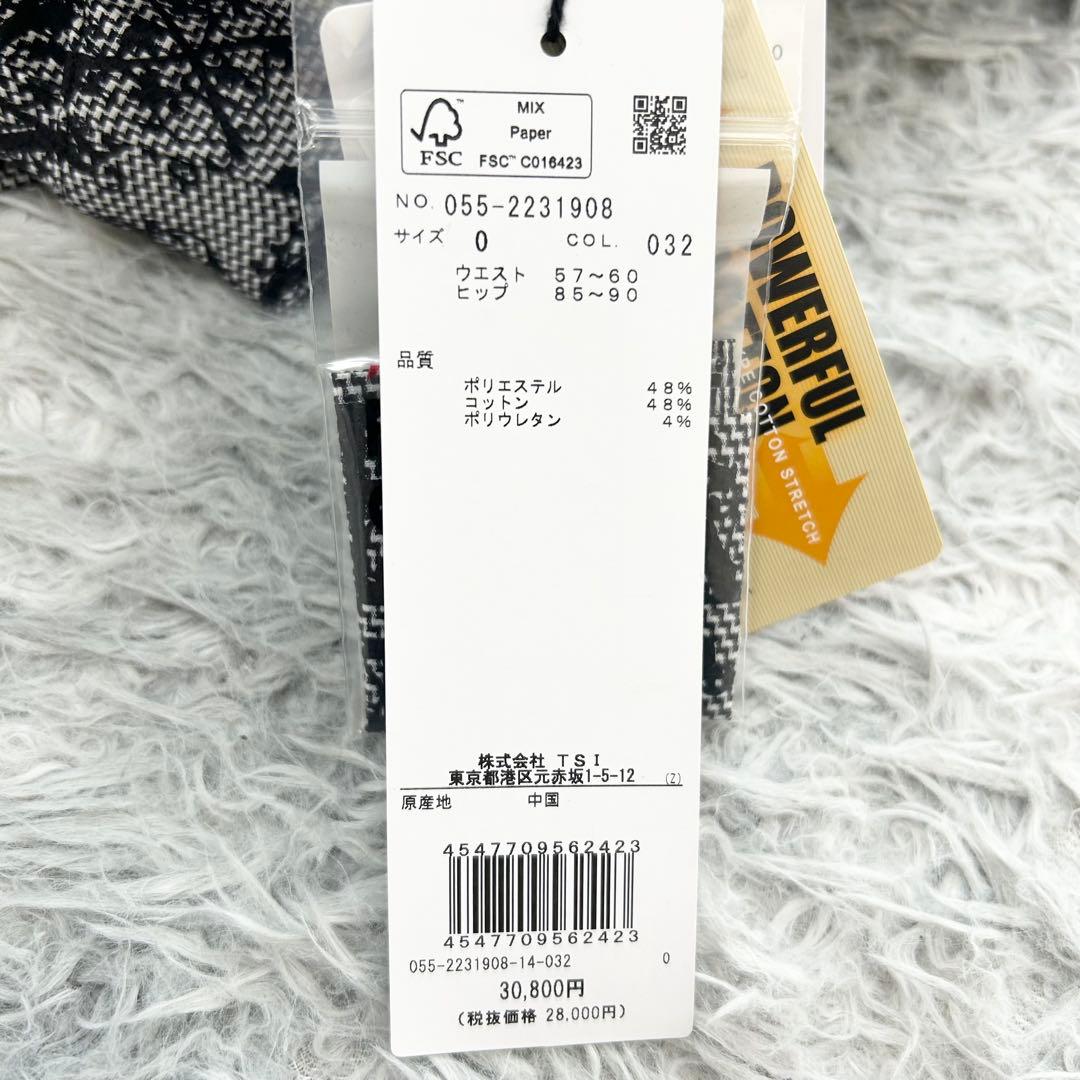 MIX
Paper
FSC
FSC™ C016423
NO. 055-2231908
サイズ 0 COL. 032
ウエスト 57〜60
ヒップ 85〜90
品質
ポリエステル 48%
コットン 48%
ポリウレタン 4%
株式会社 TSI
東京都港区元赤坂1-5-12 (Z)
原産地 中国
4547709562423
4547709562423
055-2231908-14-032 0
30,800円
(税抜価格 28,000円)
POWERFUL
COTTON STRETCH
0